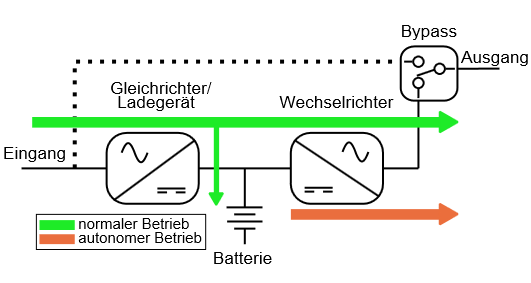 Bypass
Ausgang
Gleichrichter/
Ladegerät
Wechselrichter
Eingang
normaler Betrieb
autonomer Betrieb
Batterie